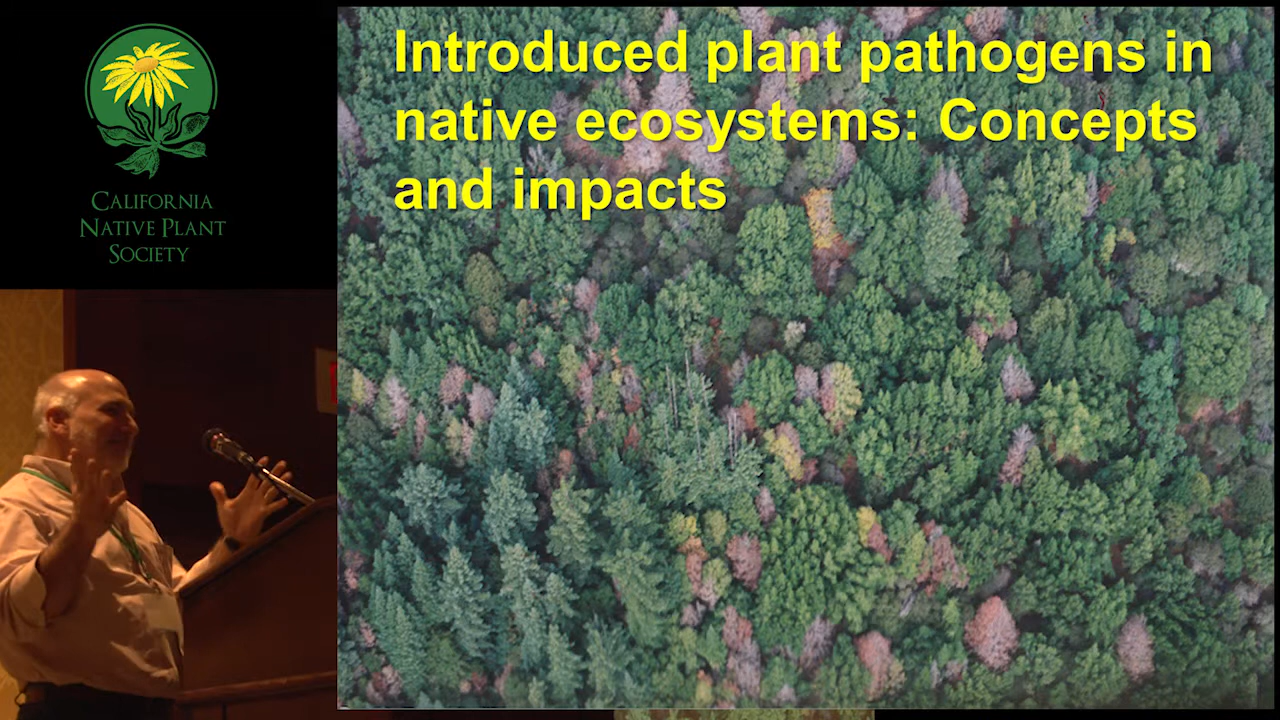 CALIFORNIA
NATIVE PLANT
SOCIETY
Introduced plant pathogens in
native ecosystems: Concepts
and impacts